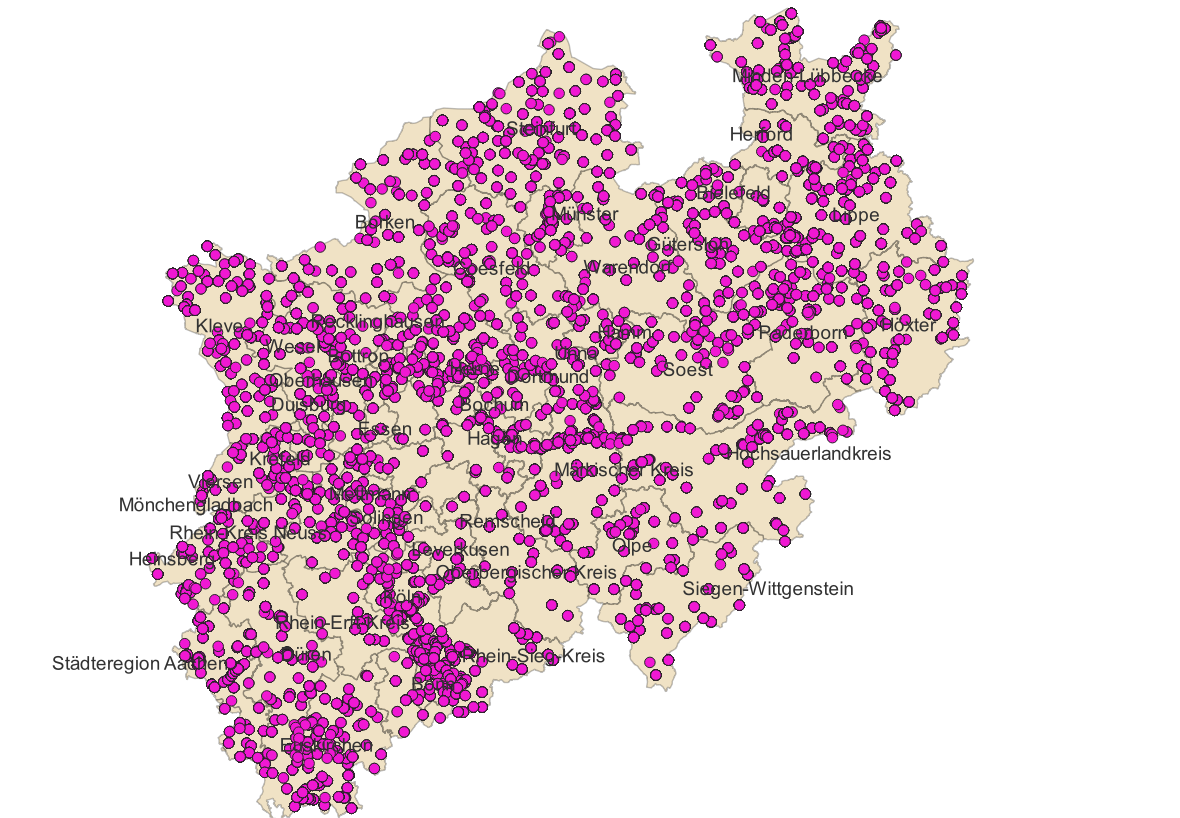 Minden-Lübbecke
Steinfurt
Herford
Bielefeld
Münster
Lippe
Borken
Gütersloh
Coesfeld
Warendorf
Recklinghausen
Kleve
Höxter
Hamm
Paderborn
Wesel
Bottrop
Unna
Herne
Soest
Dortmund
Oberhausen
Duisburg
Bochum
Essen
Hagen
Hochsauerlandkreis
Krefeld
Märkischer Kreis
Viersen
Mettmann
Mönchengladbach
Solingen
Remscheid
Rhein-Kreis Neuss
Olpe
Leverkusen
Heinsberg
Oberbergischer Kreis
Siegen-Wittgenstein
Köln
Rhein-Erft-Kreis
Düren
Rhein-Sieg-Kreis
Städteregion Aachen
Bonn
Euskirchen